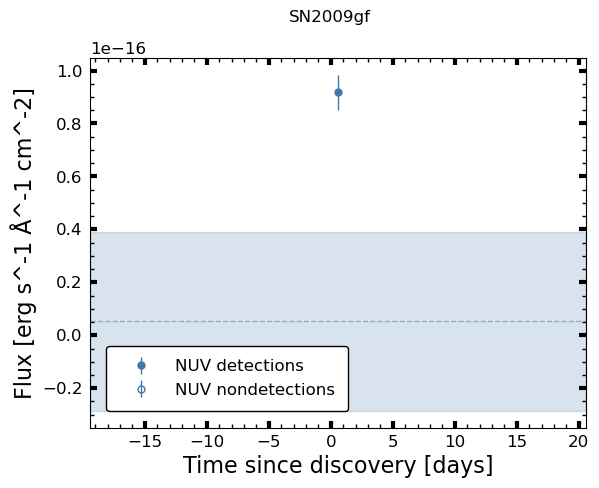 SN2009gf
1e−16
1.0
0.8
0.6
0.4
0.2
0.0
−0.2
Flux [erg s^-1 Å^-1 cm^-2]
NUV detections
NUV nondetections
−15 −10 −5 0 5 10 15 20
Time since discovery [days]